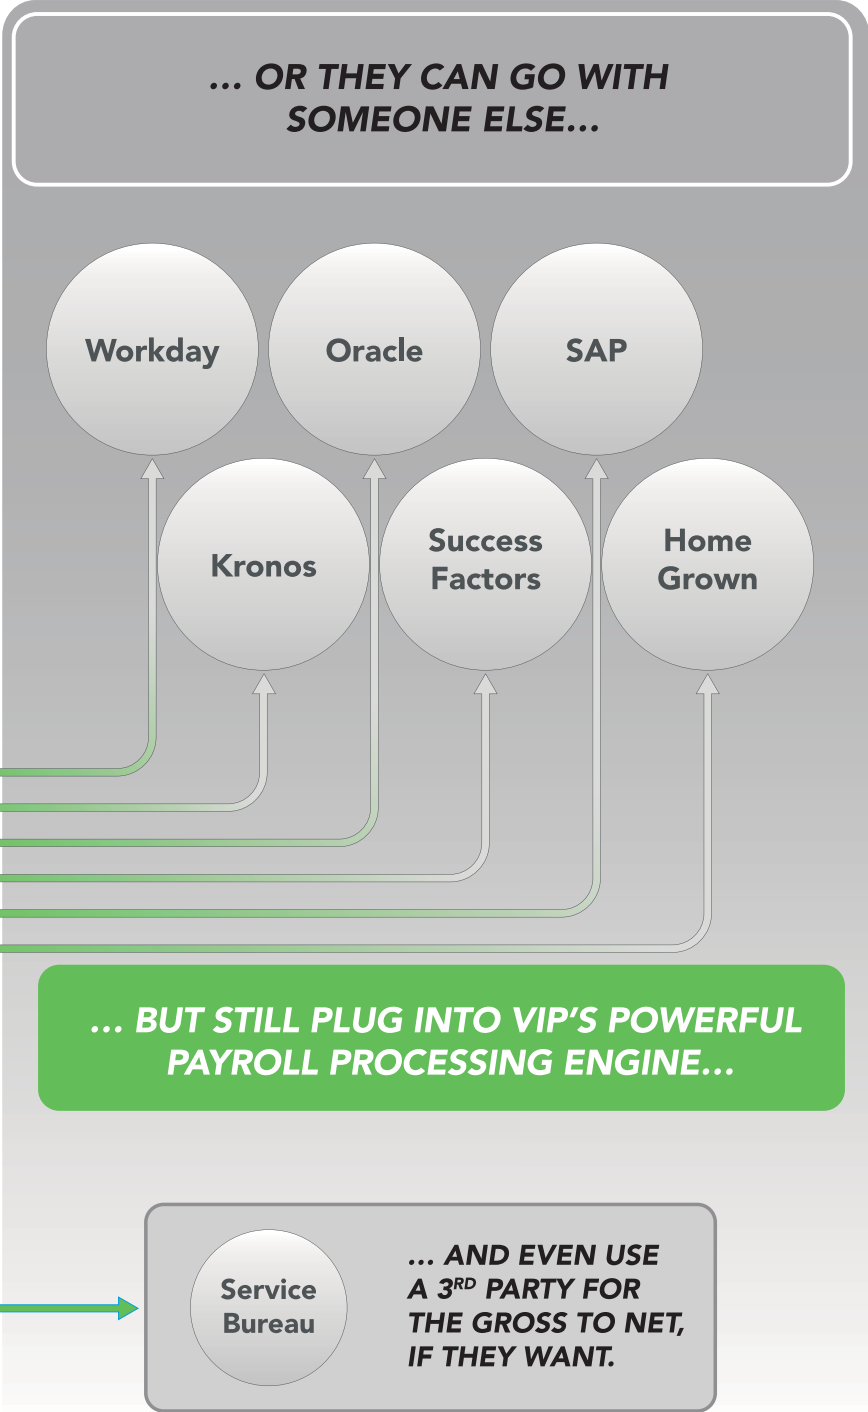 ... OR THEY CAN GO WITH
SOMEONE ELSE...
Workday
Oracle
SAP
Kronos
Success
Factors
Home
Grown
... BUT STILL PLUG INTO VIP’S POWERFUL
PAYROLL PROCESSING ENGINE...
Service
Bureau
... AND EVEN USE
A 3RD PARTY FOR
THE GROSS TO NET,
IF THEY WANT.